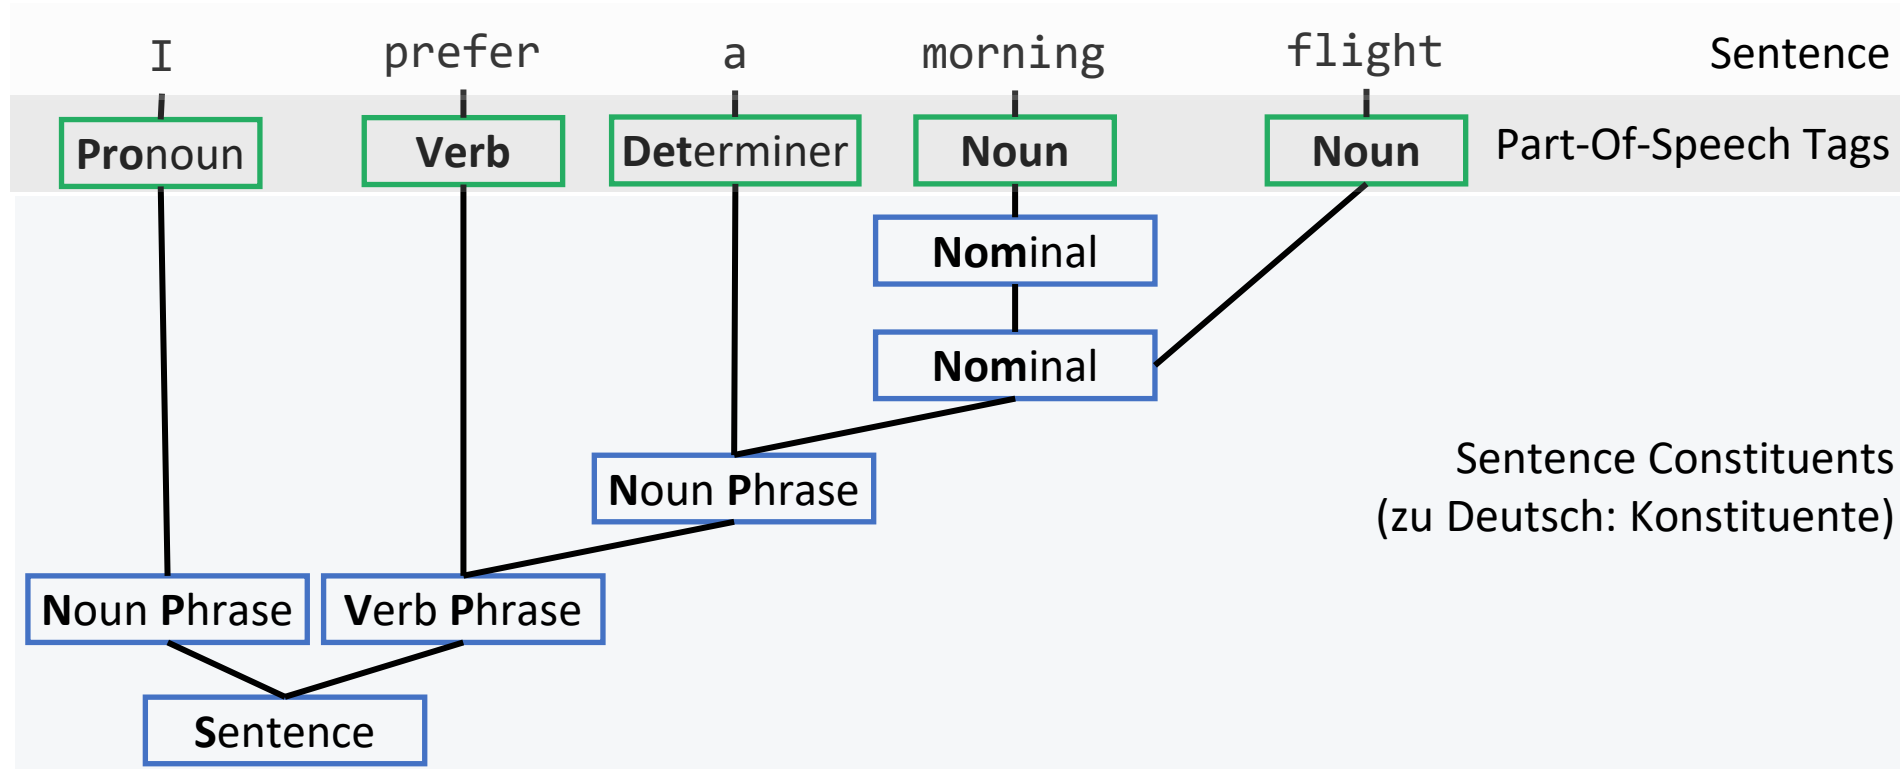 I prefer a morning flight Sentence
Pronoun Verb Determiner Noun Noun Part-Of-Speech Tags
Nominal
Nominal
Sentence Constituents
Noun Phrase
(zu Deutsch: Konstituente)
Noun Phrase Verb Phrase
Sentence